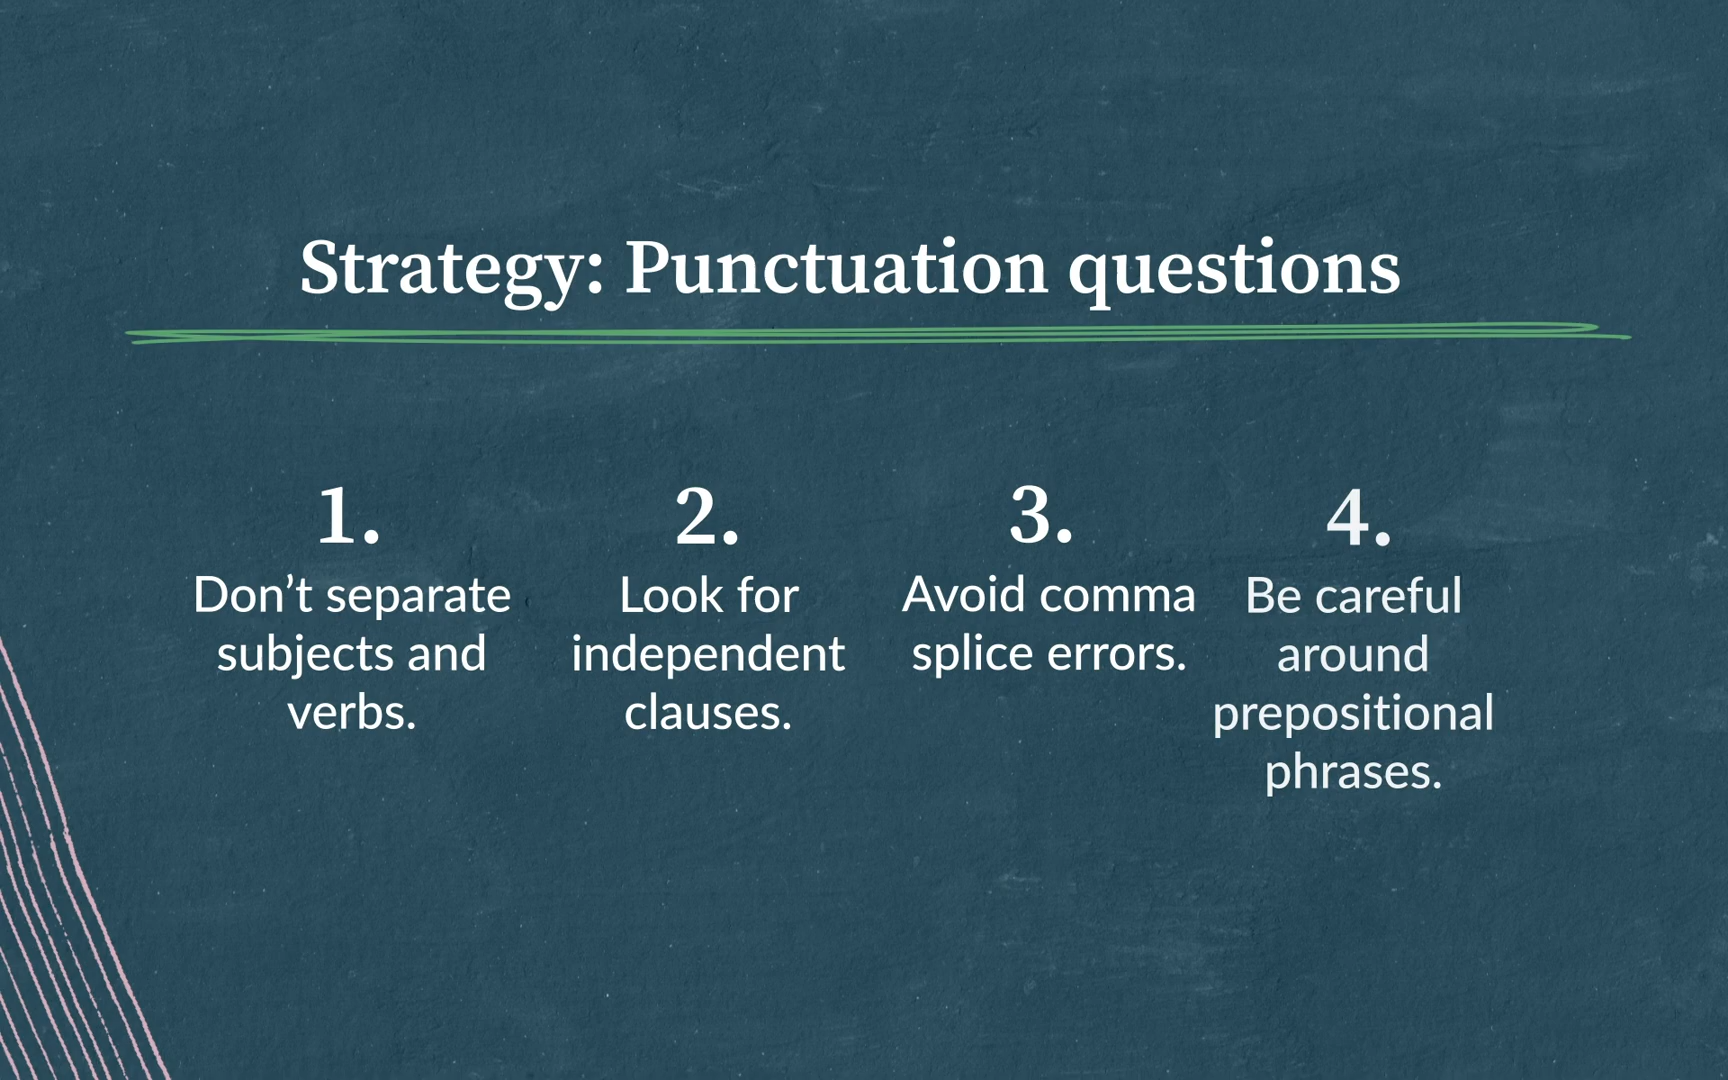 Strategy: Punctuation questions
1.
Don’t separate
subjects and
verbs.
2.
Look for
independent
clauses.
3.
Avoid comma
splice errors.
4.
Be careful
around
prepositional
phrases.